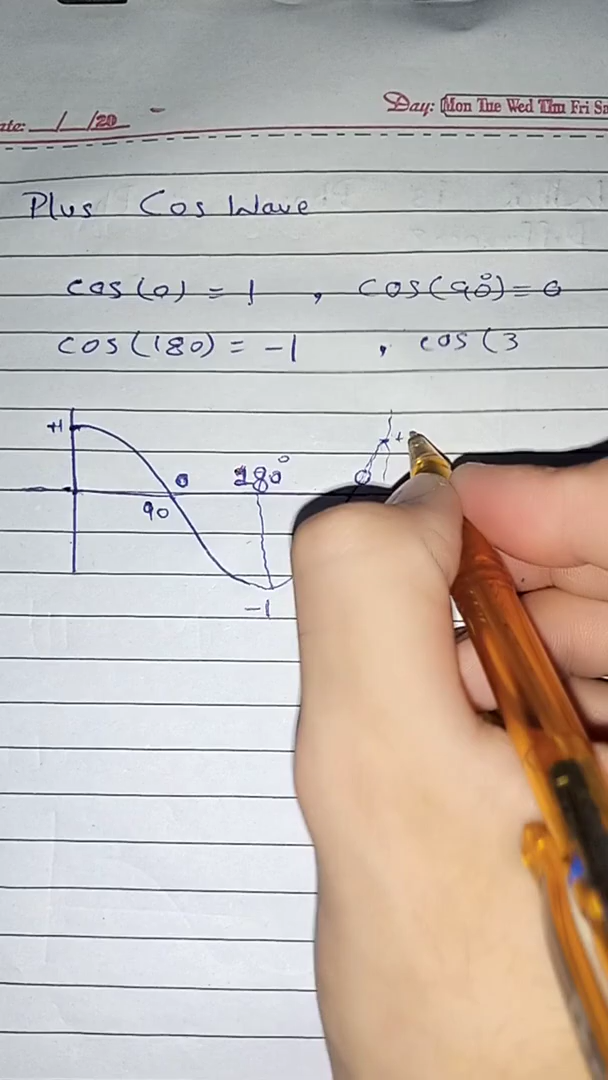 Day: Mon Tue Wed Thu Fri Sa
ate: / /20
Plus Cos Wave
cos(0) = 1 , cos(90°) = 0
cos(180) = -1 , cos(3
+1
0
180°
0
+
90
-1